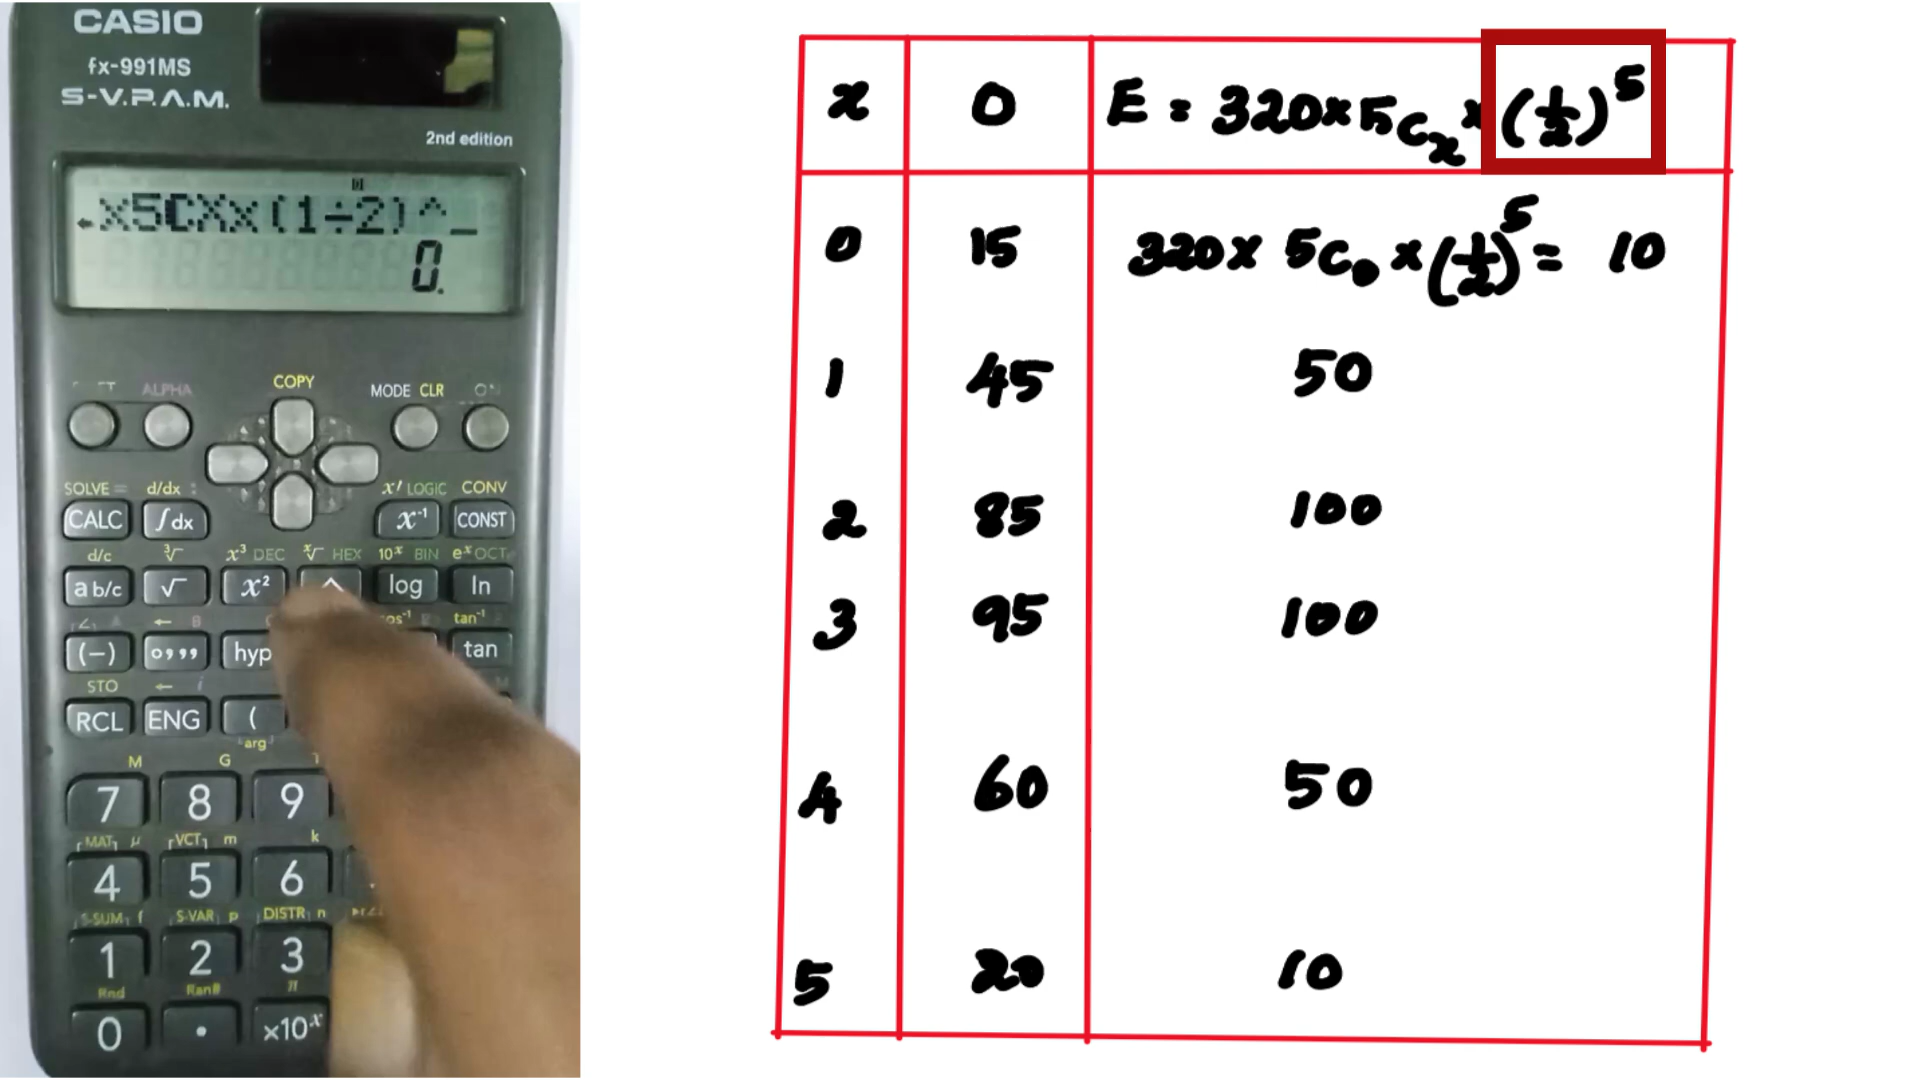 CASIO
fx-991MS
S-V.P.A.M.
2nd edition
x5CXx(1÷2)^_
0.
ALPHA COPY MODE CLR
SOLVE = d/dx : x! LOGIC CONV
CALC ∫dx x⁻¹ CONST
d/c ³√ x³ DEC ˣ√ HEX 10ˣ BIN eˣ OCT
a b/c √ x² ^ log ln
← B tan⁻¹
(−) o,,, hyp tan
STO ← i
RCL ENG (
arg
M G
7 8 9
MAT μ VCT m k
4 5 6
S-SUM f S-VAR p DISTR n
1 2 3
Rnd Ran# π
0 . ×10ˣ
x 0 E = 320×5Cx×(1/2)⁵
0 15 320× 5C₀ ×(1/2)⁵= 10
1 45 50
2 85 100
3 95 100
4 60 50
5 20 10